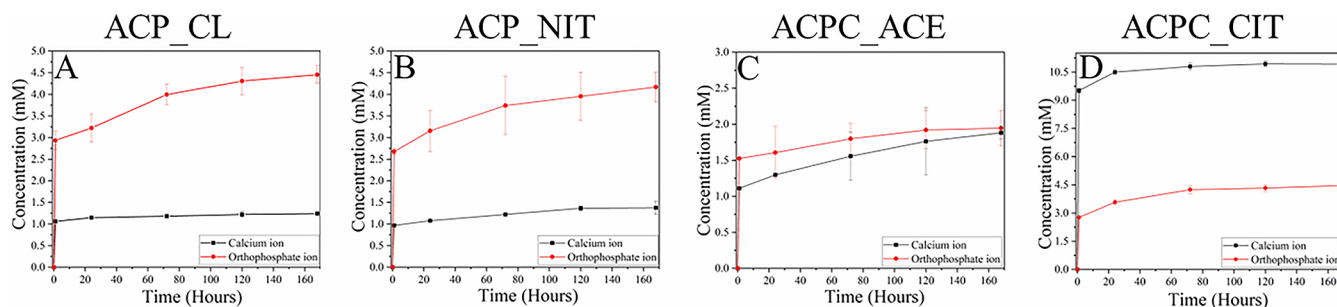 ACP_CL
A
Concentration (mM)
5.0
4.5
4.0
3.5
3.0
2.5
2.0
1.5
1.0
0.5
0.0
Calcium ion
Orthophosphate ion
0 20 40 60 80 100 120 140 160
Time (Hours)
ACP_NIT
B
Concentration (mM)
5.0
4.5
4.0
3.5
3.0
2.5
2.0
1.5
1.0
0.5
0.0
Calcium ion
Orthophosphate ion
0 20 40 60 80 100 120 140 160
Time (Hours)
ACPC_ACE
C
Concentration (mM)
3.0
2.5
2.0
1.5
1.0
0.5
0.0
Calcium ion
Orthophosphate ion
0 20 40 60 80 100 120 140 160
Time (Hours)
ACPC_CIT
D
Concentration (mM)
10.5
9.0
7.5
6.0
4.5
3.0
1.5
0.0
Calcium ion
Orthophosphate ion
0 20 40 60 80 100 120 140 160
Time (Hours)